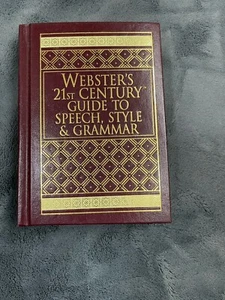 WEBSTER'S
21ST CENTURY™
GUIDE TO
SPEECH, STYLE
& GRAMMAR